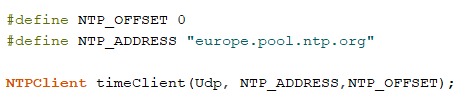 #define NTP_OFFSET 0
#define NTP_ADDRESS "europe.pool.ntp.org"
NTPClient timeClient(Udp, NTP_ADDRESS,NTP_OFFSET);